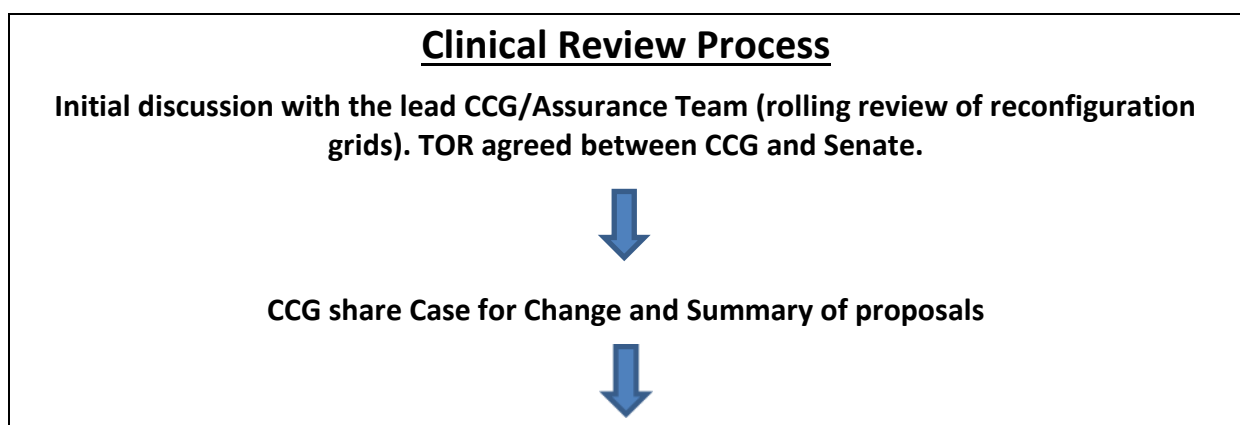 Clinical Review Process
Initial discussion with the lead CCG/Assurance Team (rolling review of reconfiguration
grids). TOR agreed between CCG and Senate.
CCG share Case for Change and Summary of proposals